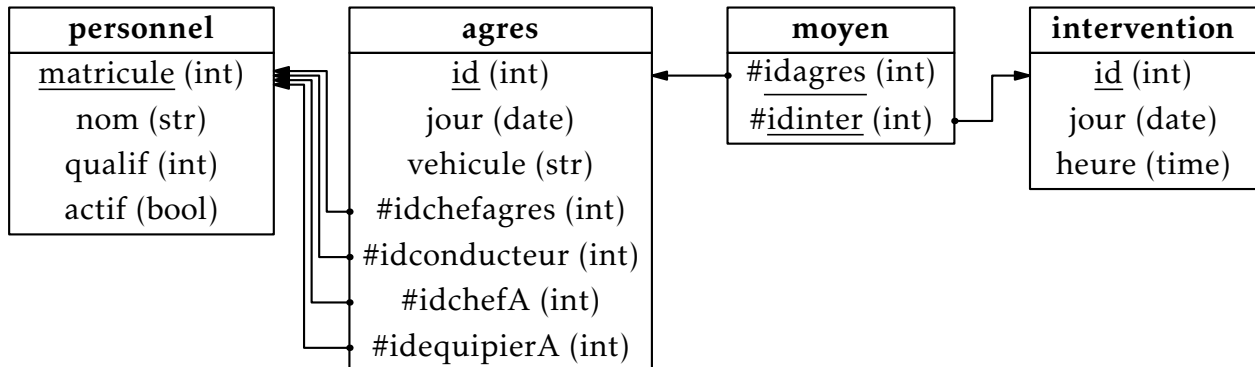 personnel
matricule (int)
nom (str)
qualif (int)
actif (bool)
agres
id (int)
jour (date)
vehicule (str)
#idchefagres (int)
#idconducteur (int)
#idchefA (int)
#idequipierA (int)
moyen
#idagres (int)
#idinter (int)
intervention
id (int)
jour (date)
heure (time)